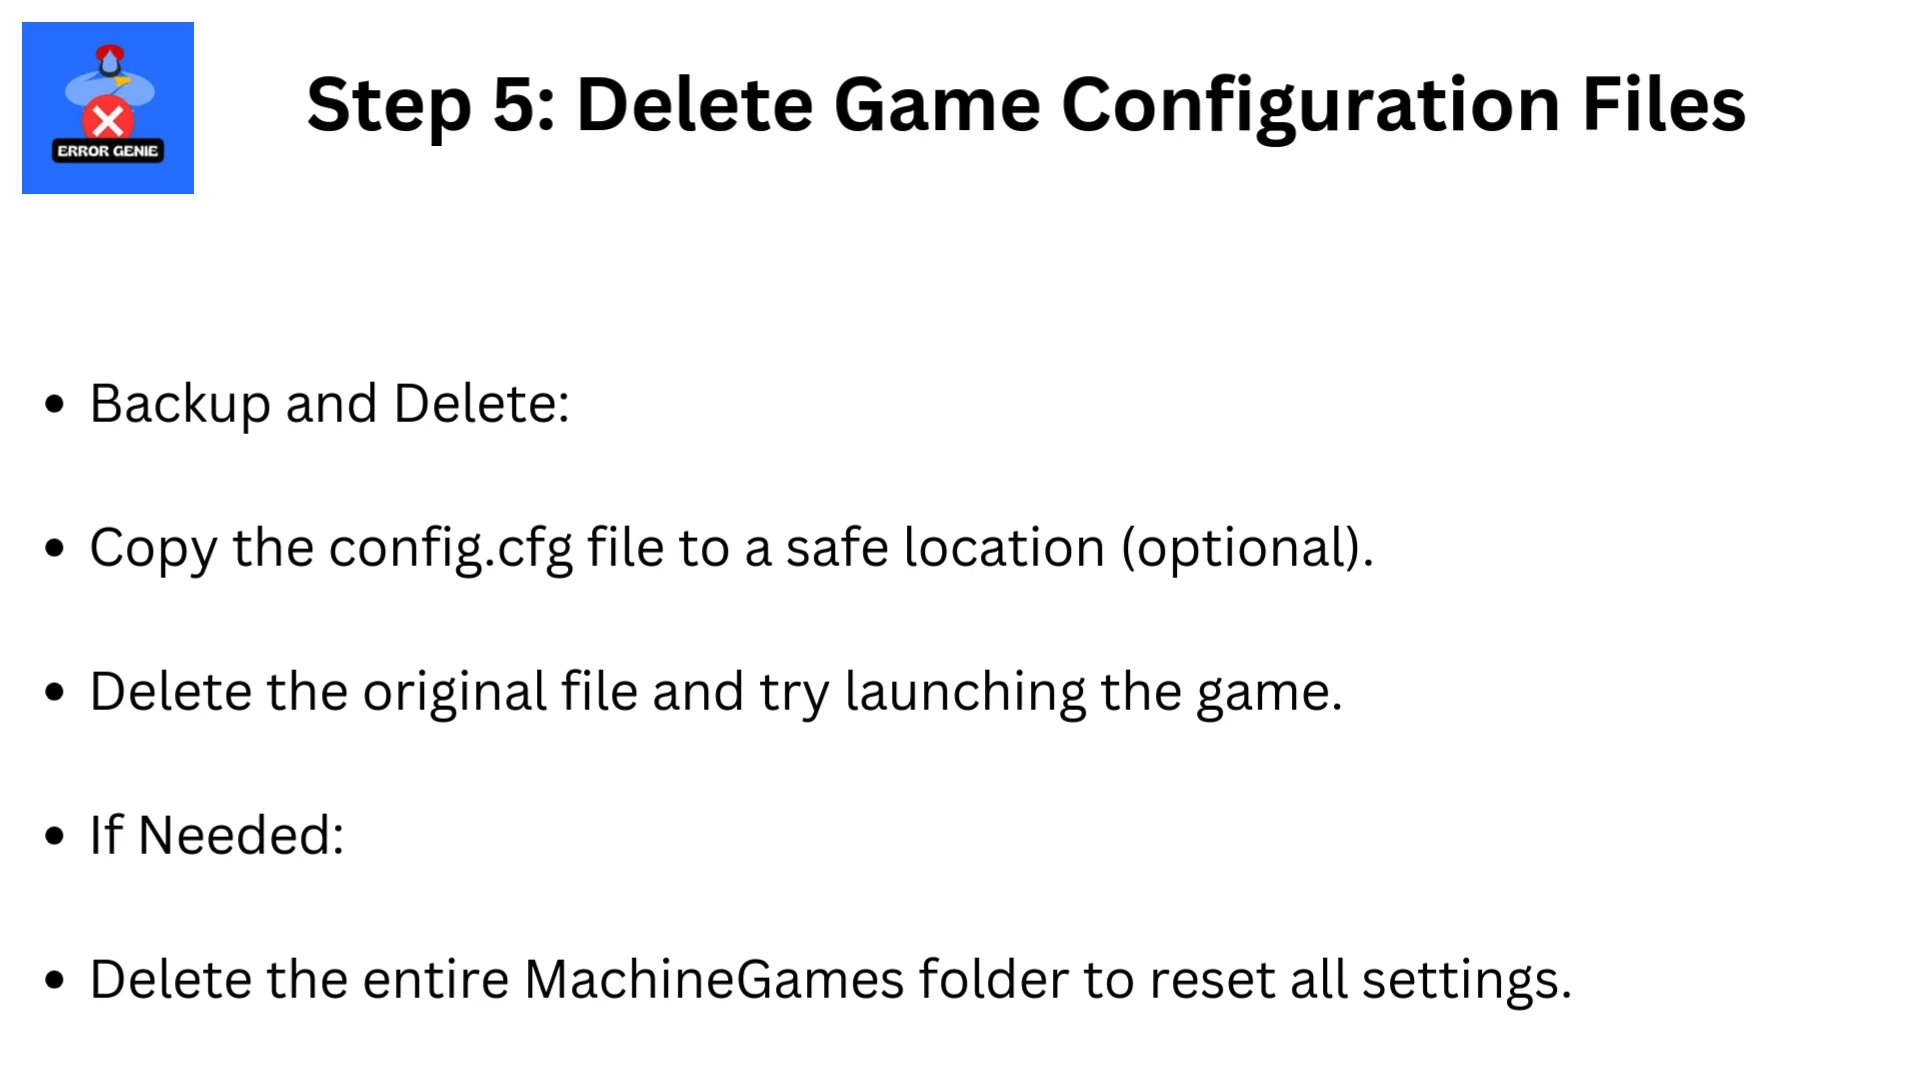 ERROR GENIE
Step 5: Delete Game Configuration Files
• Backup and Delete:
• Copy the config.cfg file to a safe location (optional).
• Delete the original file and try launching the game.
• If Needed:
• Delete the entire MachineGames folder to reset all settings.